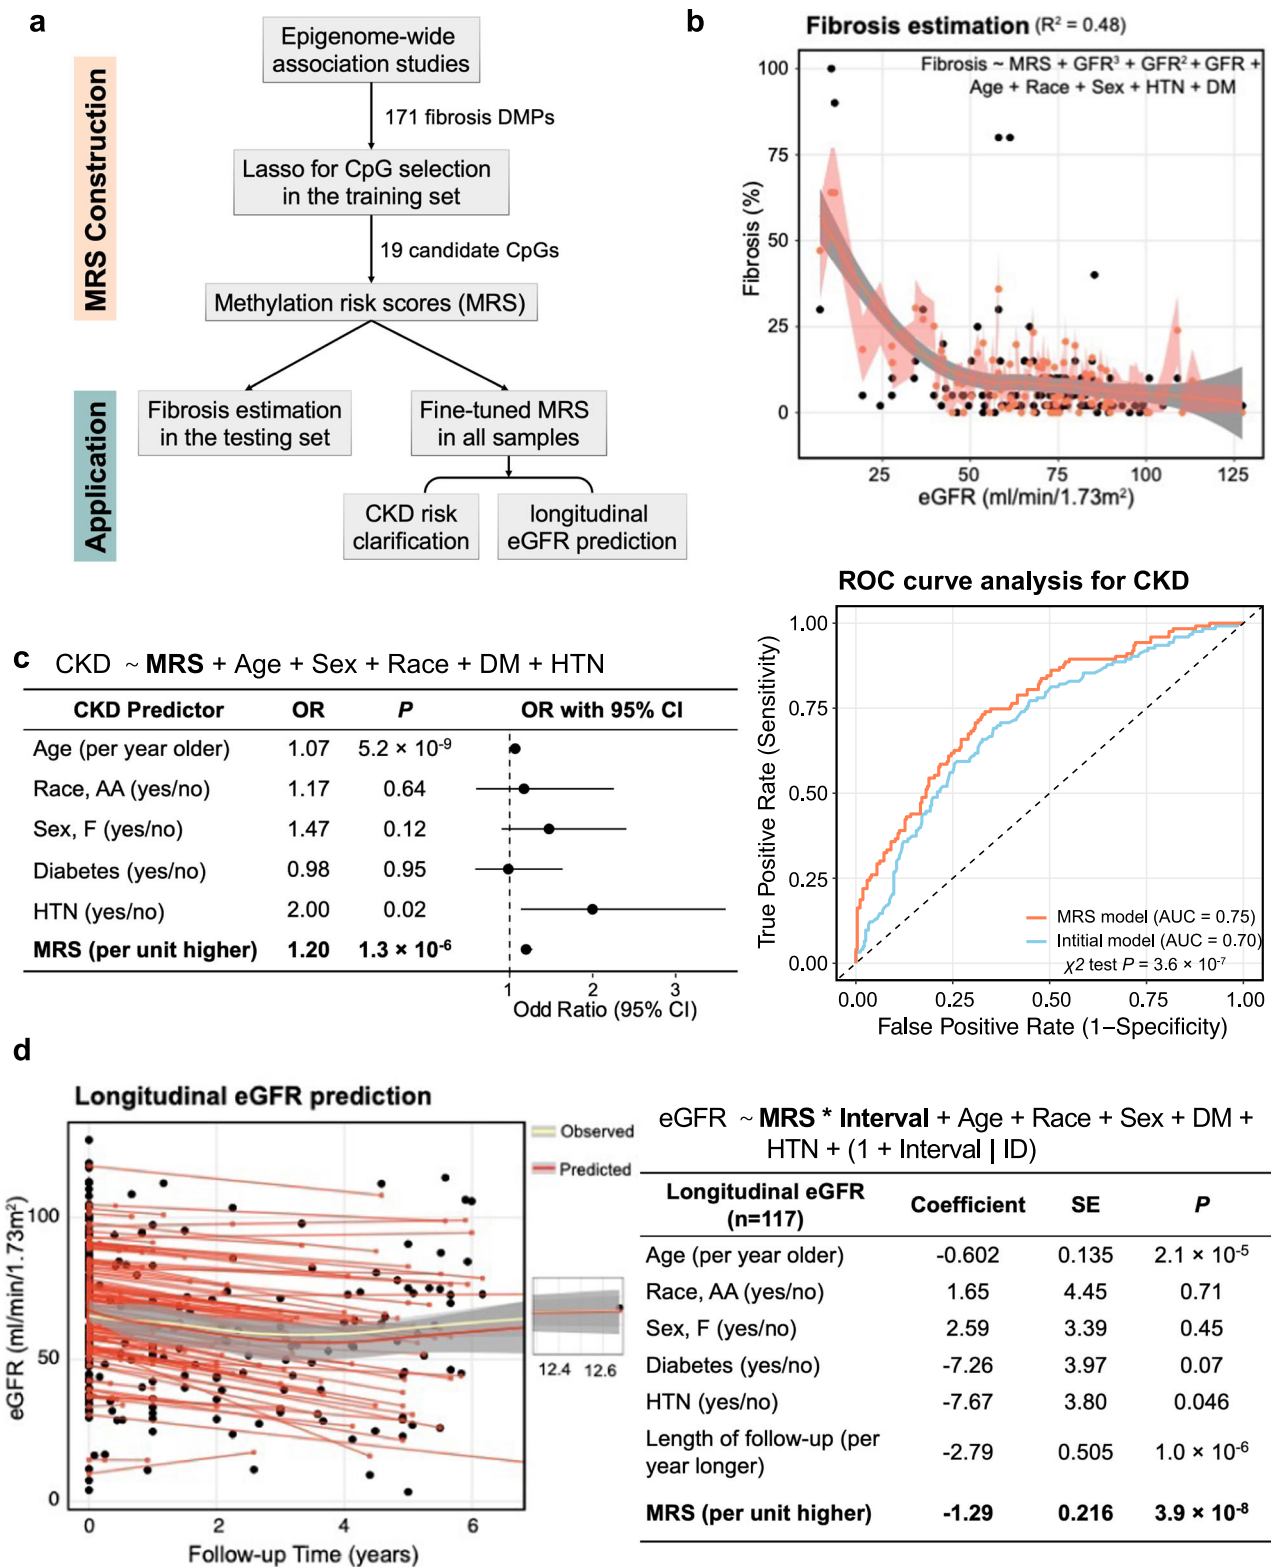 a
MRS Construction
Application
Epigenome-wide
association studies
171 fibrosis DMPs
Lasso for CpG selection
in the training set
19 candidate CpGs
Methylation risk scores (MRS)
Fibrosis estimation
in the testing set
Fine-tuned MRS
in all samples
CKD risk
clarification
longitudinal
eGFR prediction
b
Fibrosis estimation (R² = 0.48)
Fibrosis ~ MRS + GFR³ + GFR² + GFR +
Age + Race + Sex + HTN + DM
Fibrosis (%)
100
75
50
25
0
25 50 75 100 125
eGFR (ml/min/1.73m²)
c CKD ~ MRS + Age + Sex + Race + DM + HTN
CKD Predictor OR P OR with 95% CI
Age (per year older) 1.07 5.2 × 10⁻⁹
Race, AA (yes/no) 1.17 0.64
Sex, F (yes/no) 1.47 0.12
Diabetes (yes/no) 0.98 0.95
HTN (yes/no) 2.00 0.02
MRS (per unit higher) 1.20 1.3 × 10⁻⁶
1 2 3
Odd Ratio (95% CI)
ROC curve analysis for CKD
True Positive Rate (Sensitivity)
1.00
0.75
0.50
0.25
0.00
MRS model (AUC = 0.75)
Intitial model (AUC = 0.70)
χ2 test P = 3.6 × 10⁻⁷
0.00 0.25 0.50 0.75 1.00
False Positive Rate (1−Specificity)
d
Longitudinal eGFR prediction
Observed
Predicted
eGFR (ml/min/1.73m²)
100
50
0
0 2 4 6
12.4 12.6
Follow-up Time (years)
eGFR ~ MRS * Interval + Age + Race + Sex + DM +
HTN + (1 + Interval | ID)
Longitudinal eGFR
(n=117)
Coefficient SE P
Age (per year older) -0.602 0.135 2.1 × 10⁻⁵
Race, AA (yes/no) 1.65 4.45 0.71
Sex, F (yes/no) 2.59 3.39 0.45
Diabetes (yes/no) -7.26 3.97 0.07
HTN (yes/no) -7.67 3.80 0.046
Length of follow-up (per
year longer) -2.79 0.505 1.0 × 10⁻⁶
MRS (per unit higher) -1.29 0.216 3.9 × 10⁻⁸